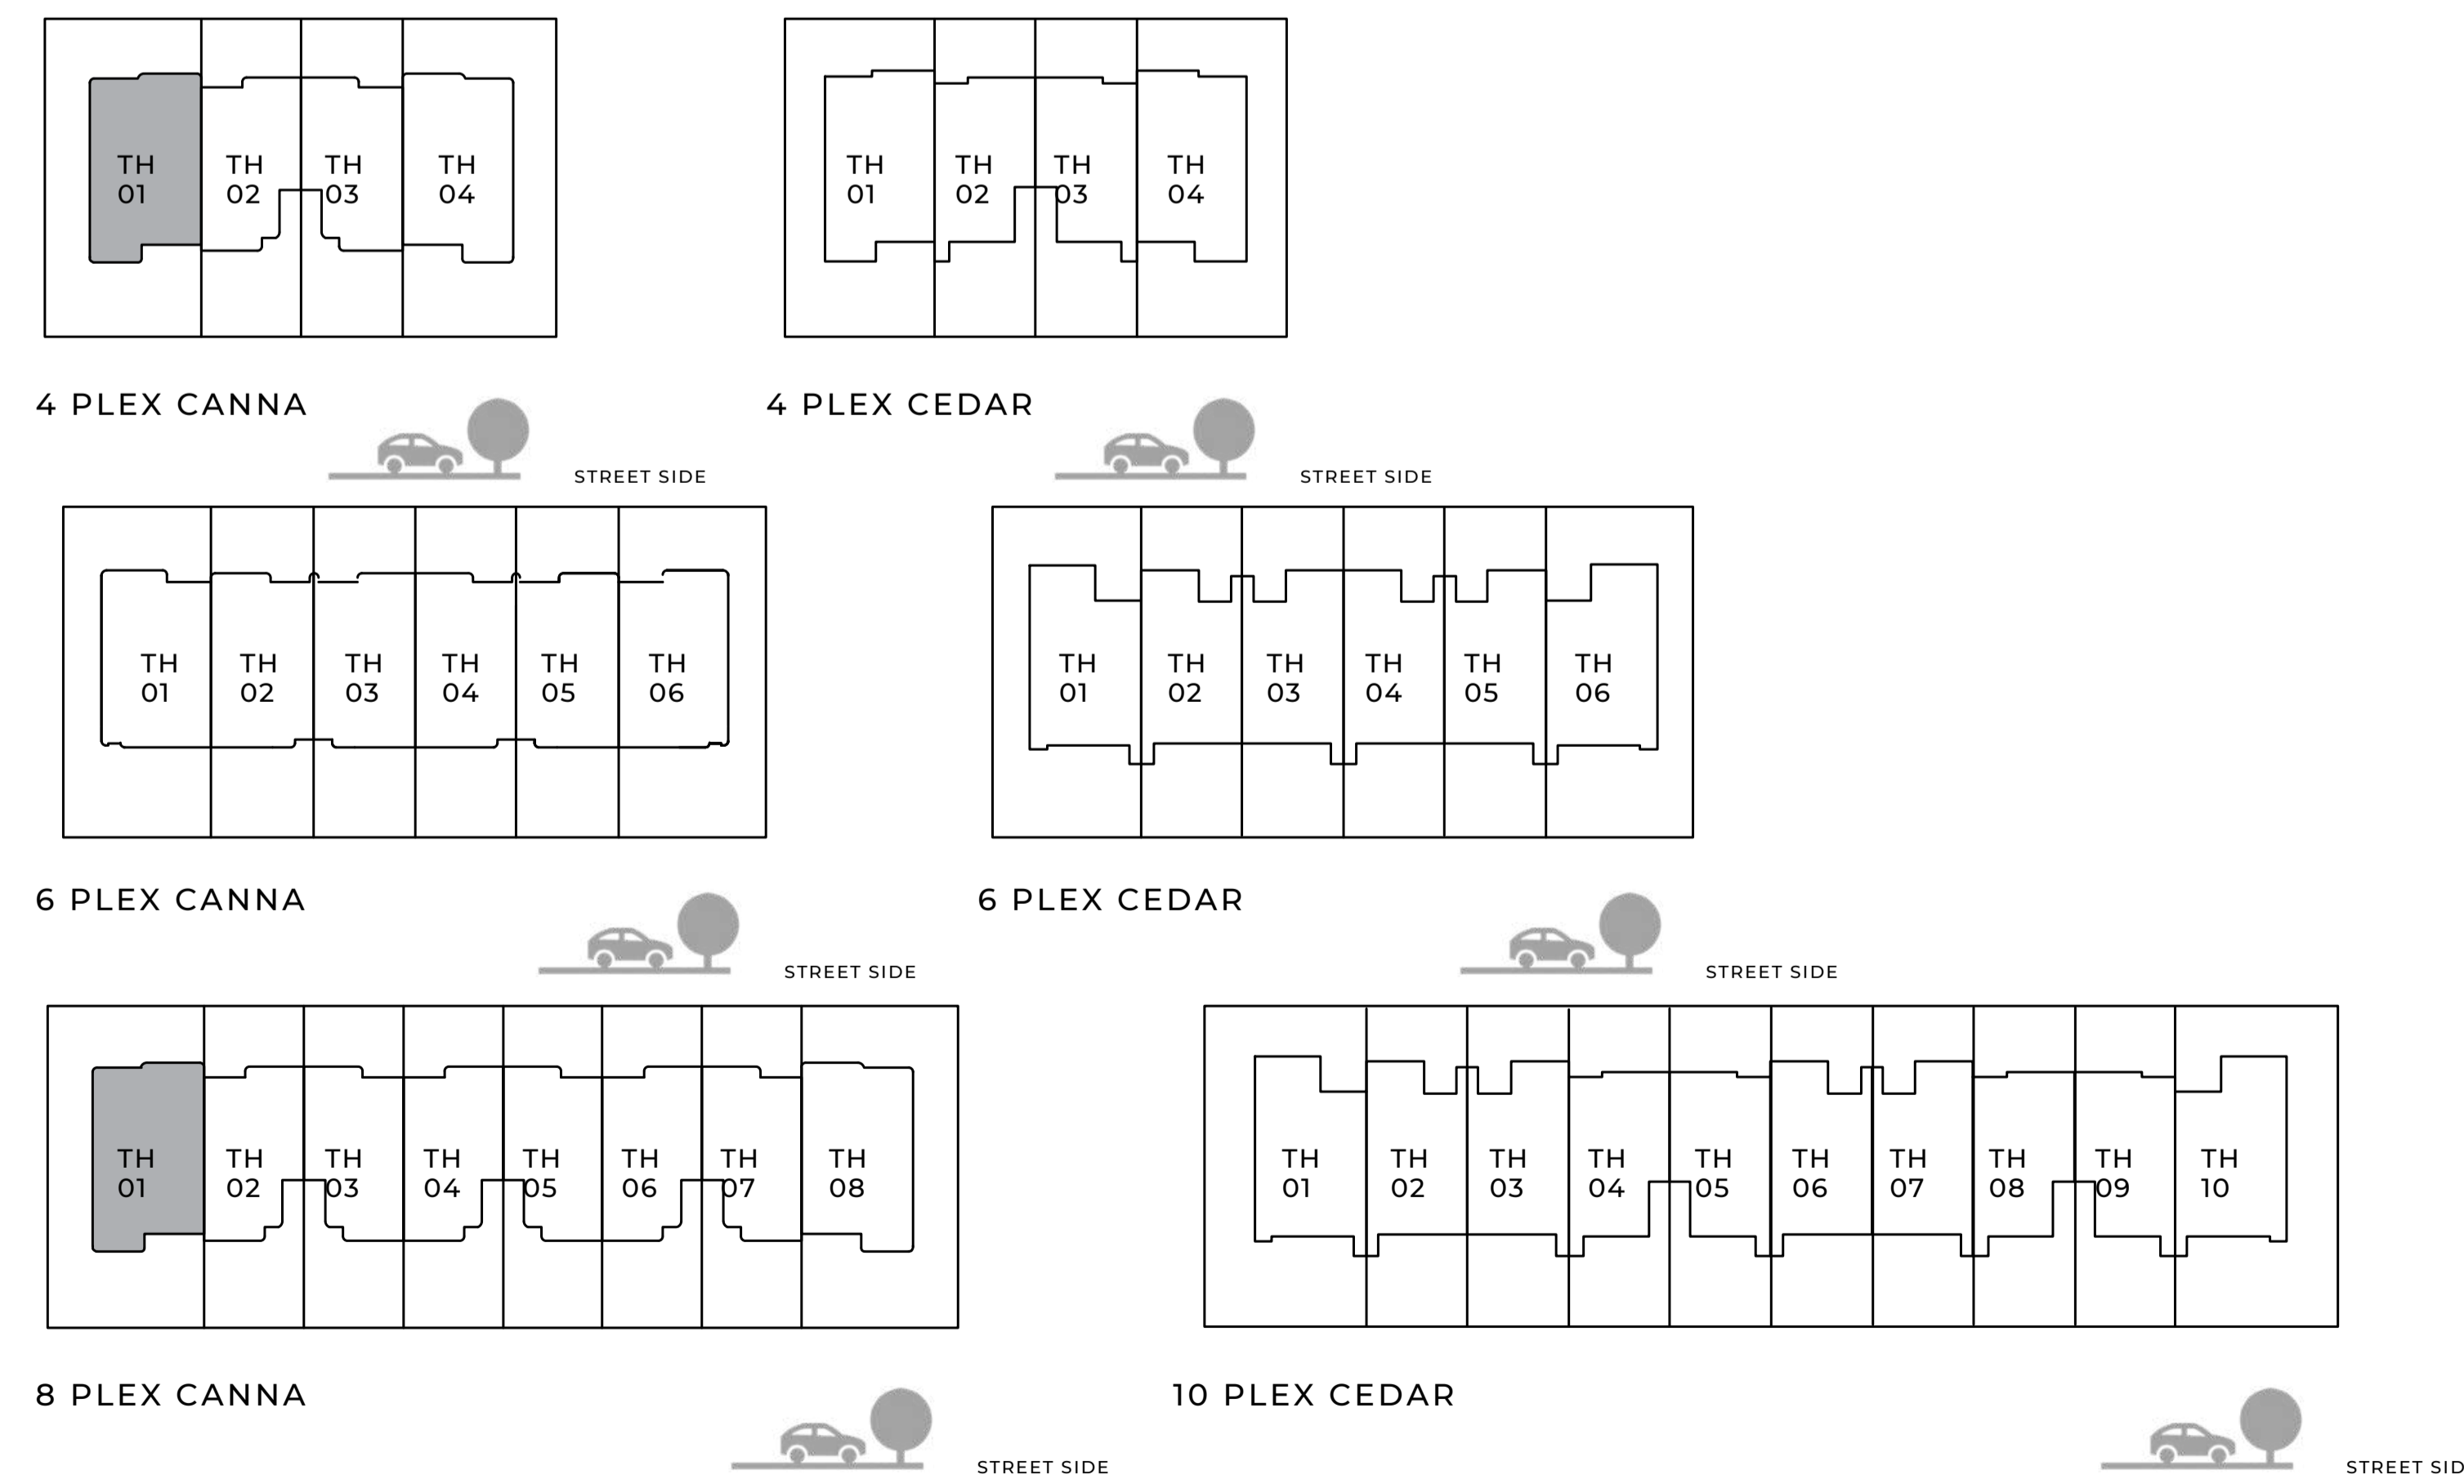 TH
01
TH
02
TH
03
TH
04
TH
01
TH
02
TH
03
TH
04
4 PLEX CANNA
STREET SIDE
4 PLEX CEDAR
STREET SIDE
TH
01
TH
02
TH
03
TH
04
TH
05
TH
06
TH
01
TH
02
TH
03
TH
04
TH
05
TH
06
6 PLEX CANNA
STREET SIDE
6 PLEX CEDAR
STREET SIDE
TH
01
TH
02
TH
03
TH
04
TH
05
TH
06
TH
07
TH
08
TH
01
TH
02
TH
03
TH
04
TH
05
TH
06
TH
07
TH
08
TH
09
TH
10
8 PLEX CANNA
STREET SIDE
10 PLEX CEDAR
STREET SID